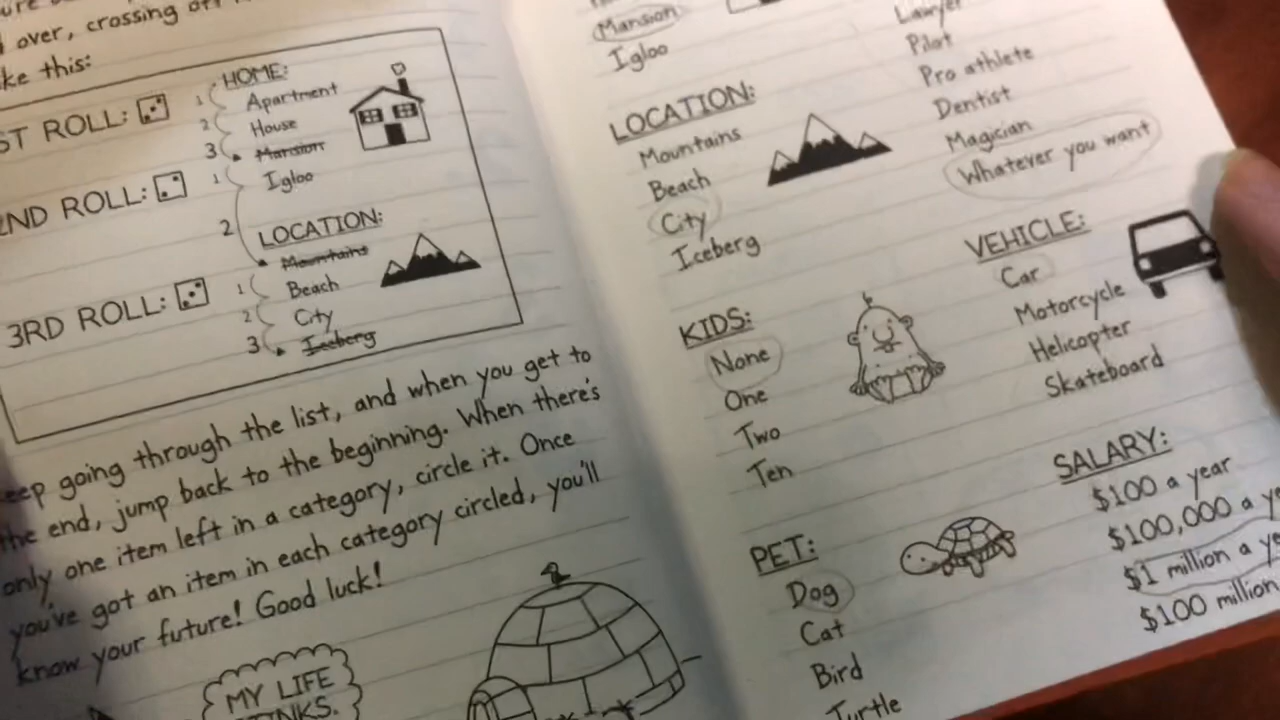 over, crossing off
ke this:
ST ROLL:
2ND ROLL:
3RD ROLL:
1
2
3
1
2
1
2
3
HOME:
Apartment
House
Mansion
Igloo
LOCATION:
Mountains
Beach
City
Iceberg
eep going through the list, and when you get to
the end, jump back to the beginning. When there's
only one item left in a category, circle it. Once
you've got an item in each category circled, you'll
know your future! Good luck!
MY LIFE
Mansion
Igloo
LOCATION:
Mountains
Beach
City
Iceberg
KIDS:
None
One
Two
Ten
PET:
Dog
Cat
Bird
Turtle
Lawyer
Pilot
Pro athlete
Dentist
Magician
Whatever you want
VEHICLE:
Car
Motorcycle
Helicopter
Skateboard
SALARY:
$100 a year
$100,000 a ye
$1 million a ye
$100 million